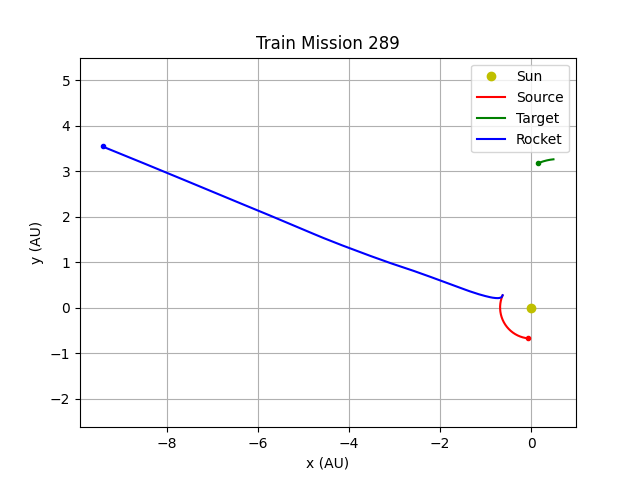 Train Mission 289
Sun
Source
Target
Rocket
5
4
3
2
1
0
−1
−2
y (AU)
−8
−6
−4
−2
0
x (AU)